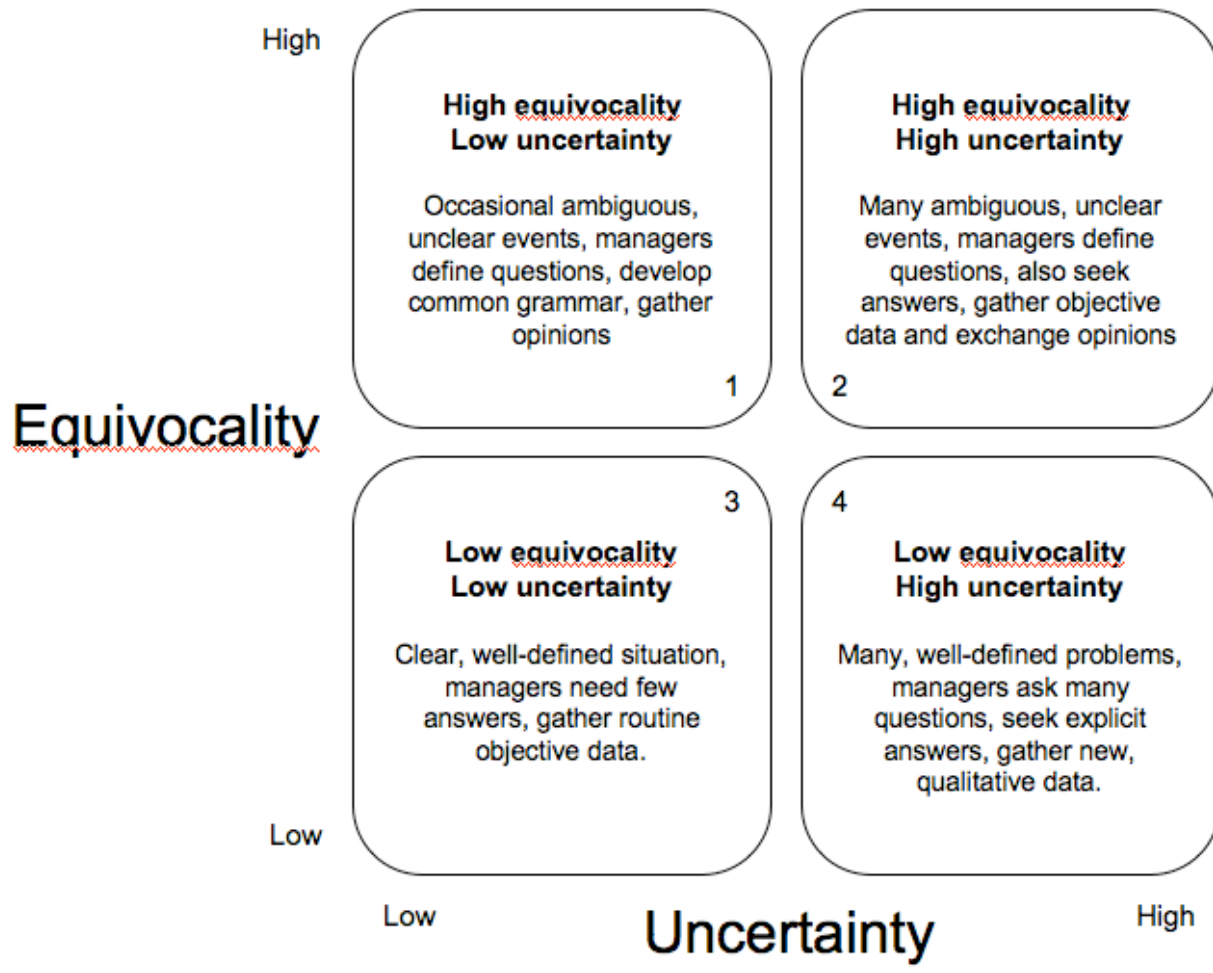 High
High equivocality
Low uncertainty
Occasional ambiguous,
unclear events, managers
define questions, develop
common grammar, gather
opinions
1
High equivocality
High uncertainty
Many ambiguous, unclear
events, managers define
questions, also seek
answers, gather objective
data and exchange opinions
2
Equivocality
3
Low equivocality
Low uncertainty
Clear, well-defined situation,
managers need few
answers, gather routine
objective data.
4
Low equivocality
High uncertainty
Many, well-defined problems,
managers ask many
questions, seek explicit
answers, gather new,
qualitative data.
Low
Low
Uncertainty
High